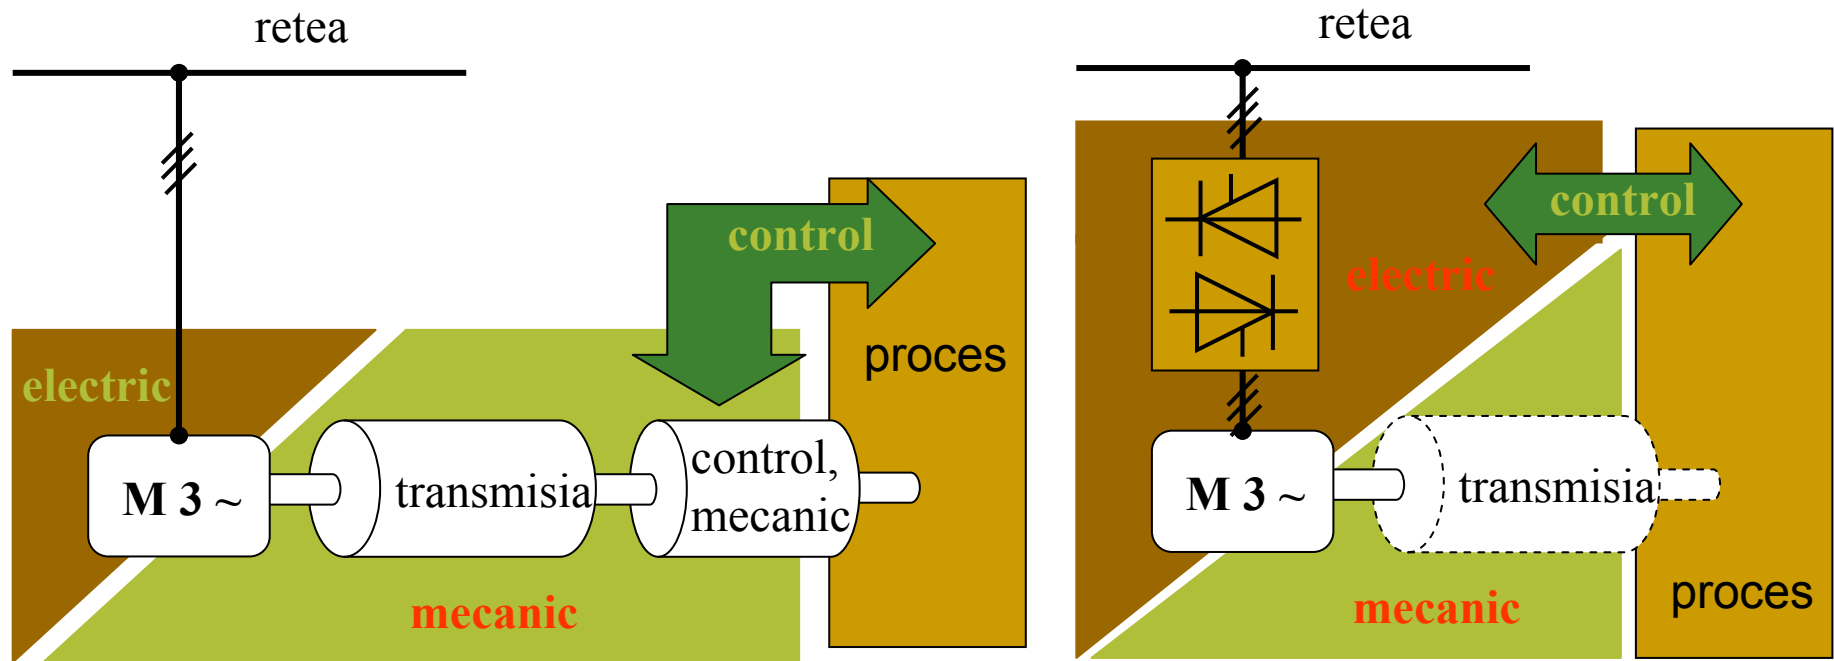 retea
control
proces
electric
M 3 ~
transmisia
control,
mecanic
mecanic
retea
control
electric
M 3 ~
transmisia
proces
mecanic